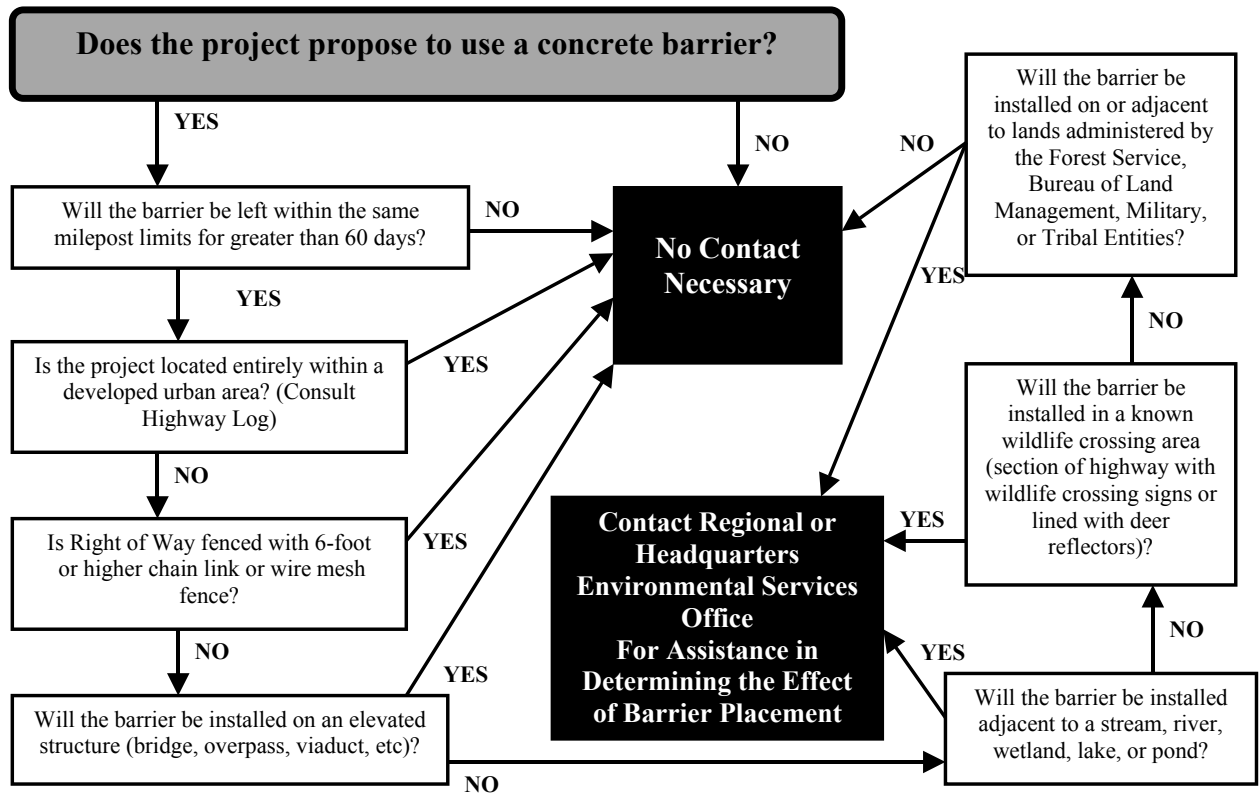 Does the project propose to use a concrete barrier?
YES
NO
Will the barrier be left within the same
milepost limits for greater than 60 days?
NO
YES
Is the project located entirely within a
developed urban area? (Consult
Highway Log)
YES
NO
Is Right of Way fenced with 6-foot
or higher chain link or wire mesh
fence?
YES
NO
Will the barrier be installed on an elevated
structure (bridge, overpass, viaduct, etc)?
YES
NO
No Contact
Necessary
Contact Regional or
Headquarters
Environmental Services
Office
For Assistance in
Determining the Effect
of Barrier Placement
Will the barrier be installed
adjacent to a stream, river,
wetland, lake, or pond?
YES
NO
Will the barrier be
installed in a known
wildlife crossing area
(section of highway with
wildlife crossing signs or
lined with deer
reflectors)?
YES
NO
Will the barrier be
installed on or adjacent
to lands administered by
the Forest Service,
Bureau of Land
Management, Military,
or Tribal Entities?
NO
YES